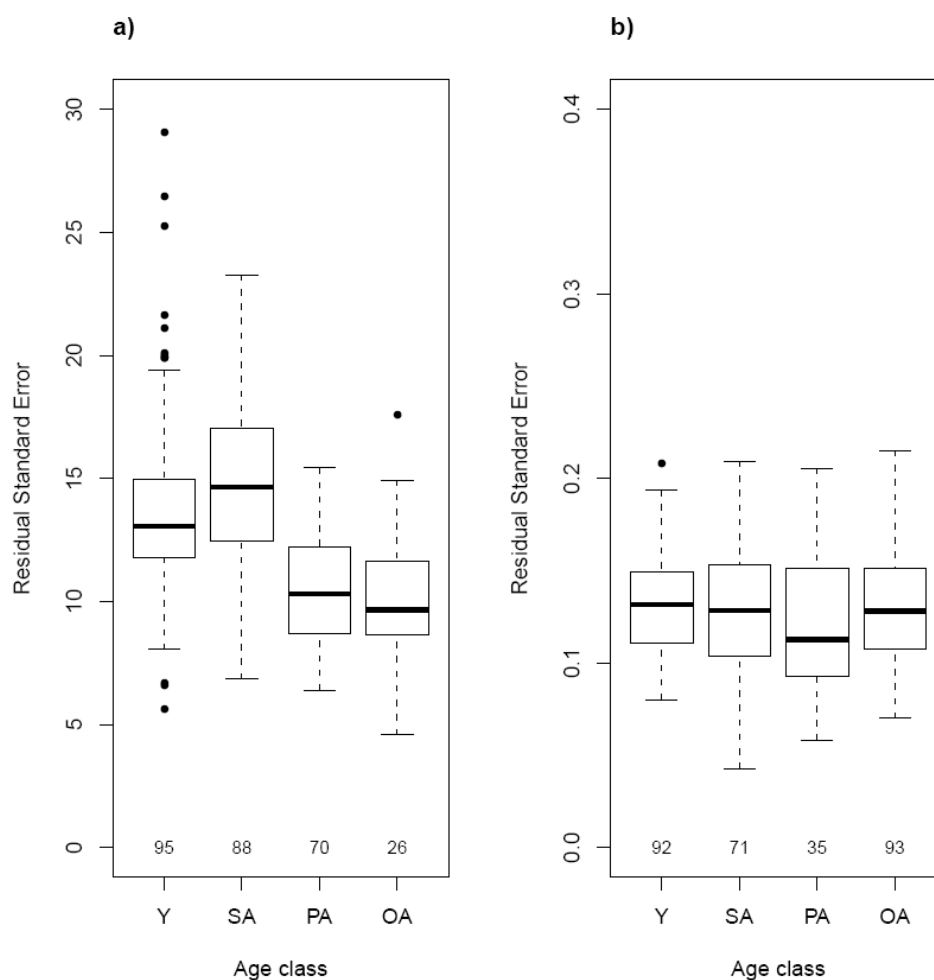 a)
Residual Standard Error
30
25
20
15
10
5
0
95 88 70 26
Y SA PA OA
Age class
b)
Residual Standard Error
0.4
0.3
0.2
0.1
0.0
92 71 35 93
Y SA PA OA
Age class